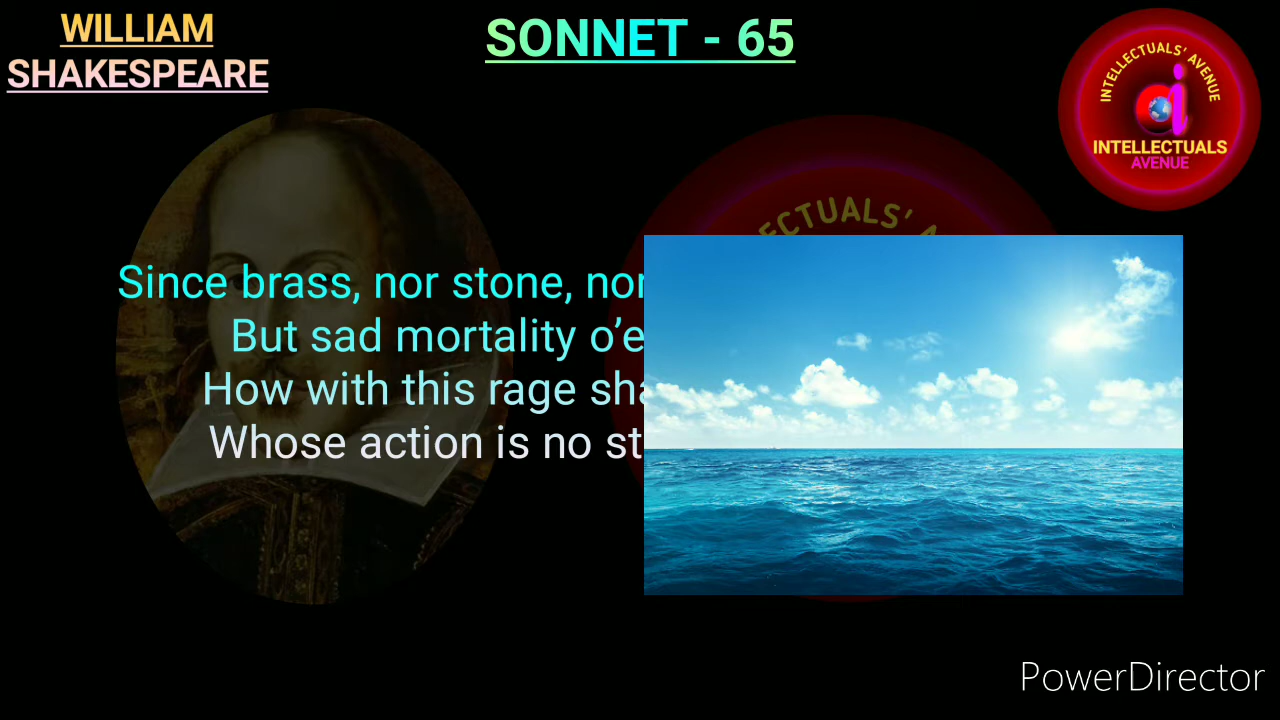 WILLIAM
SHAKESPEARE
SONNET - 65
INTELLECTUALS' AVENUE
INTELLECTUALS
AVENUE
ECTUALS'
Since brass, nor stone, nor
But sad mortality o’e
How with this rage sha
Whose action is no st
PowerDirector